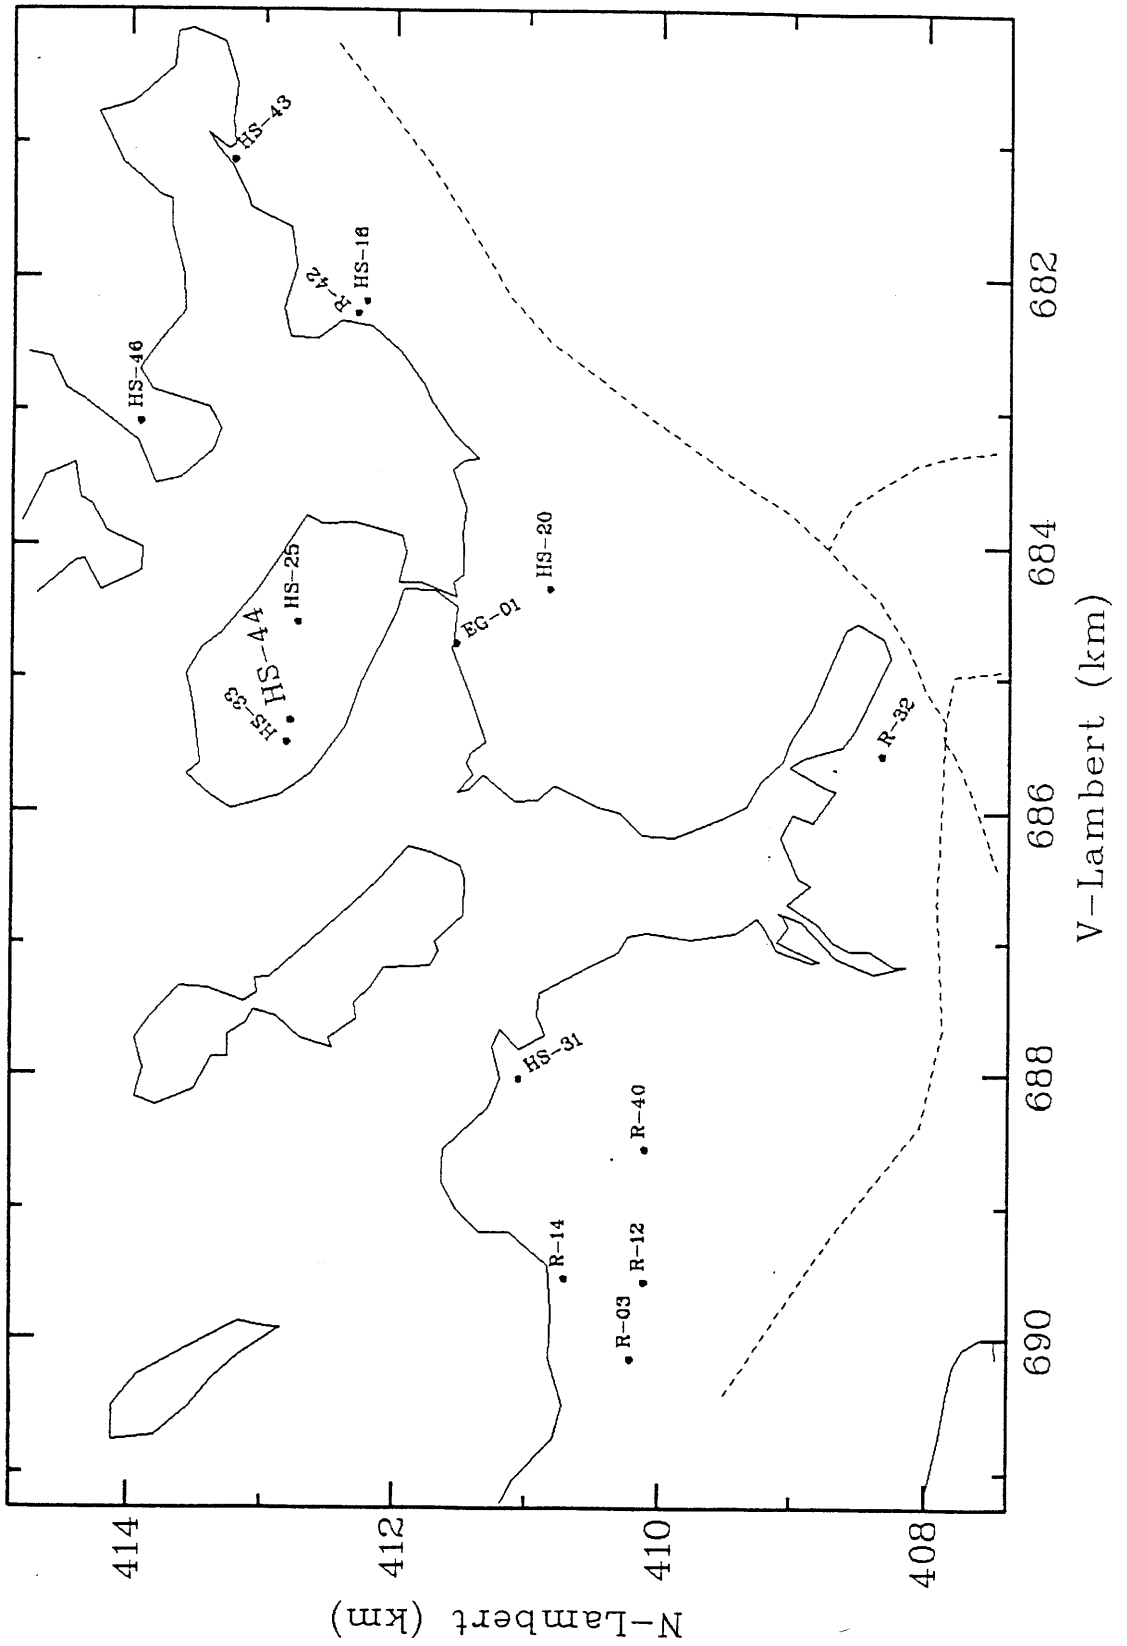 HS-43
R-42
HS-16
HS-46
HS-25
HS-44
HS-33
HS-20
EG-01
R-32
HS-31
R-40
R-14
R-12
R-03
682
684
686
688
690
V-Lambert (km)
414
412
410
408
N-Lambert (km)